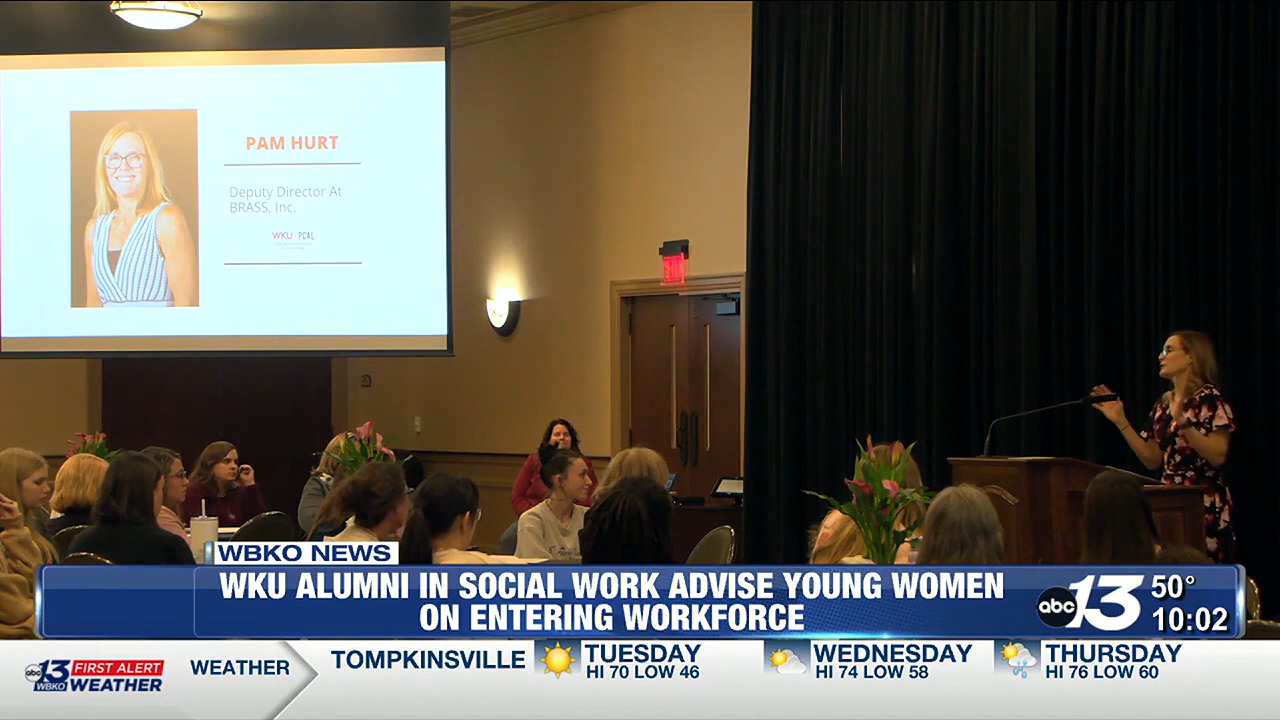 PAM HURT
Deputy Director At
BRASS, Inc.
WKU PCAL
WBKO NEWS
WKU ALUMNI IN SOCIAL WORK ADVISE YOUNG WOMEN
ON ENTERING WORKFORCE
abc 13
50°
10:02
abc 13 WBKO FIRST ALERT WEATHER
WEATHER
TOMPKINSVILLE
TUESDAY
HI 70 LOW 46
WEDNESDAY
HI 74 LOW 58
THURSDAY
HI 76 LOW 60